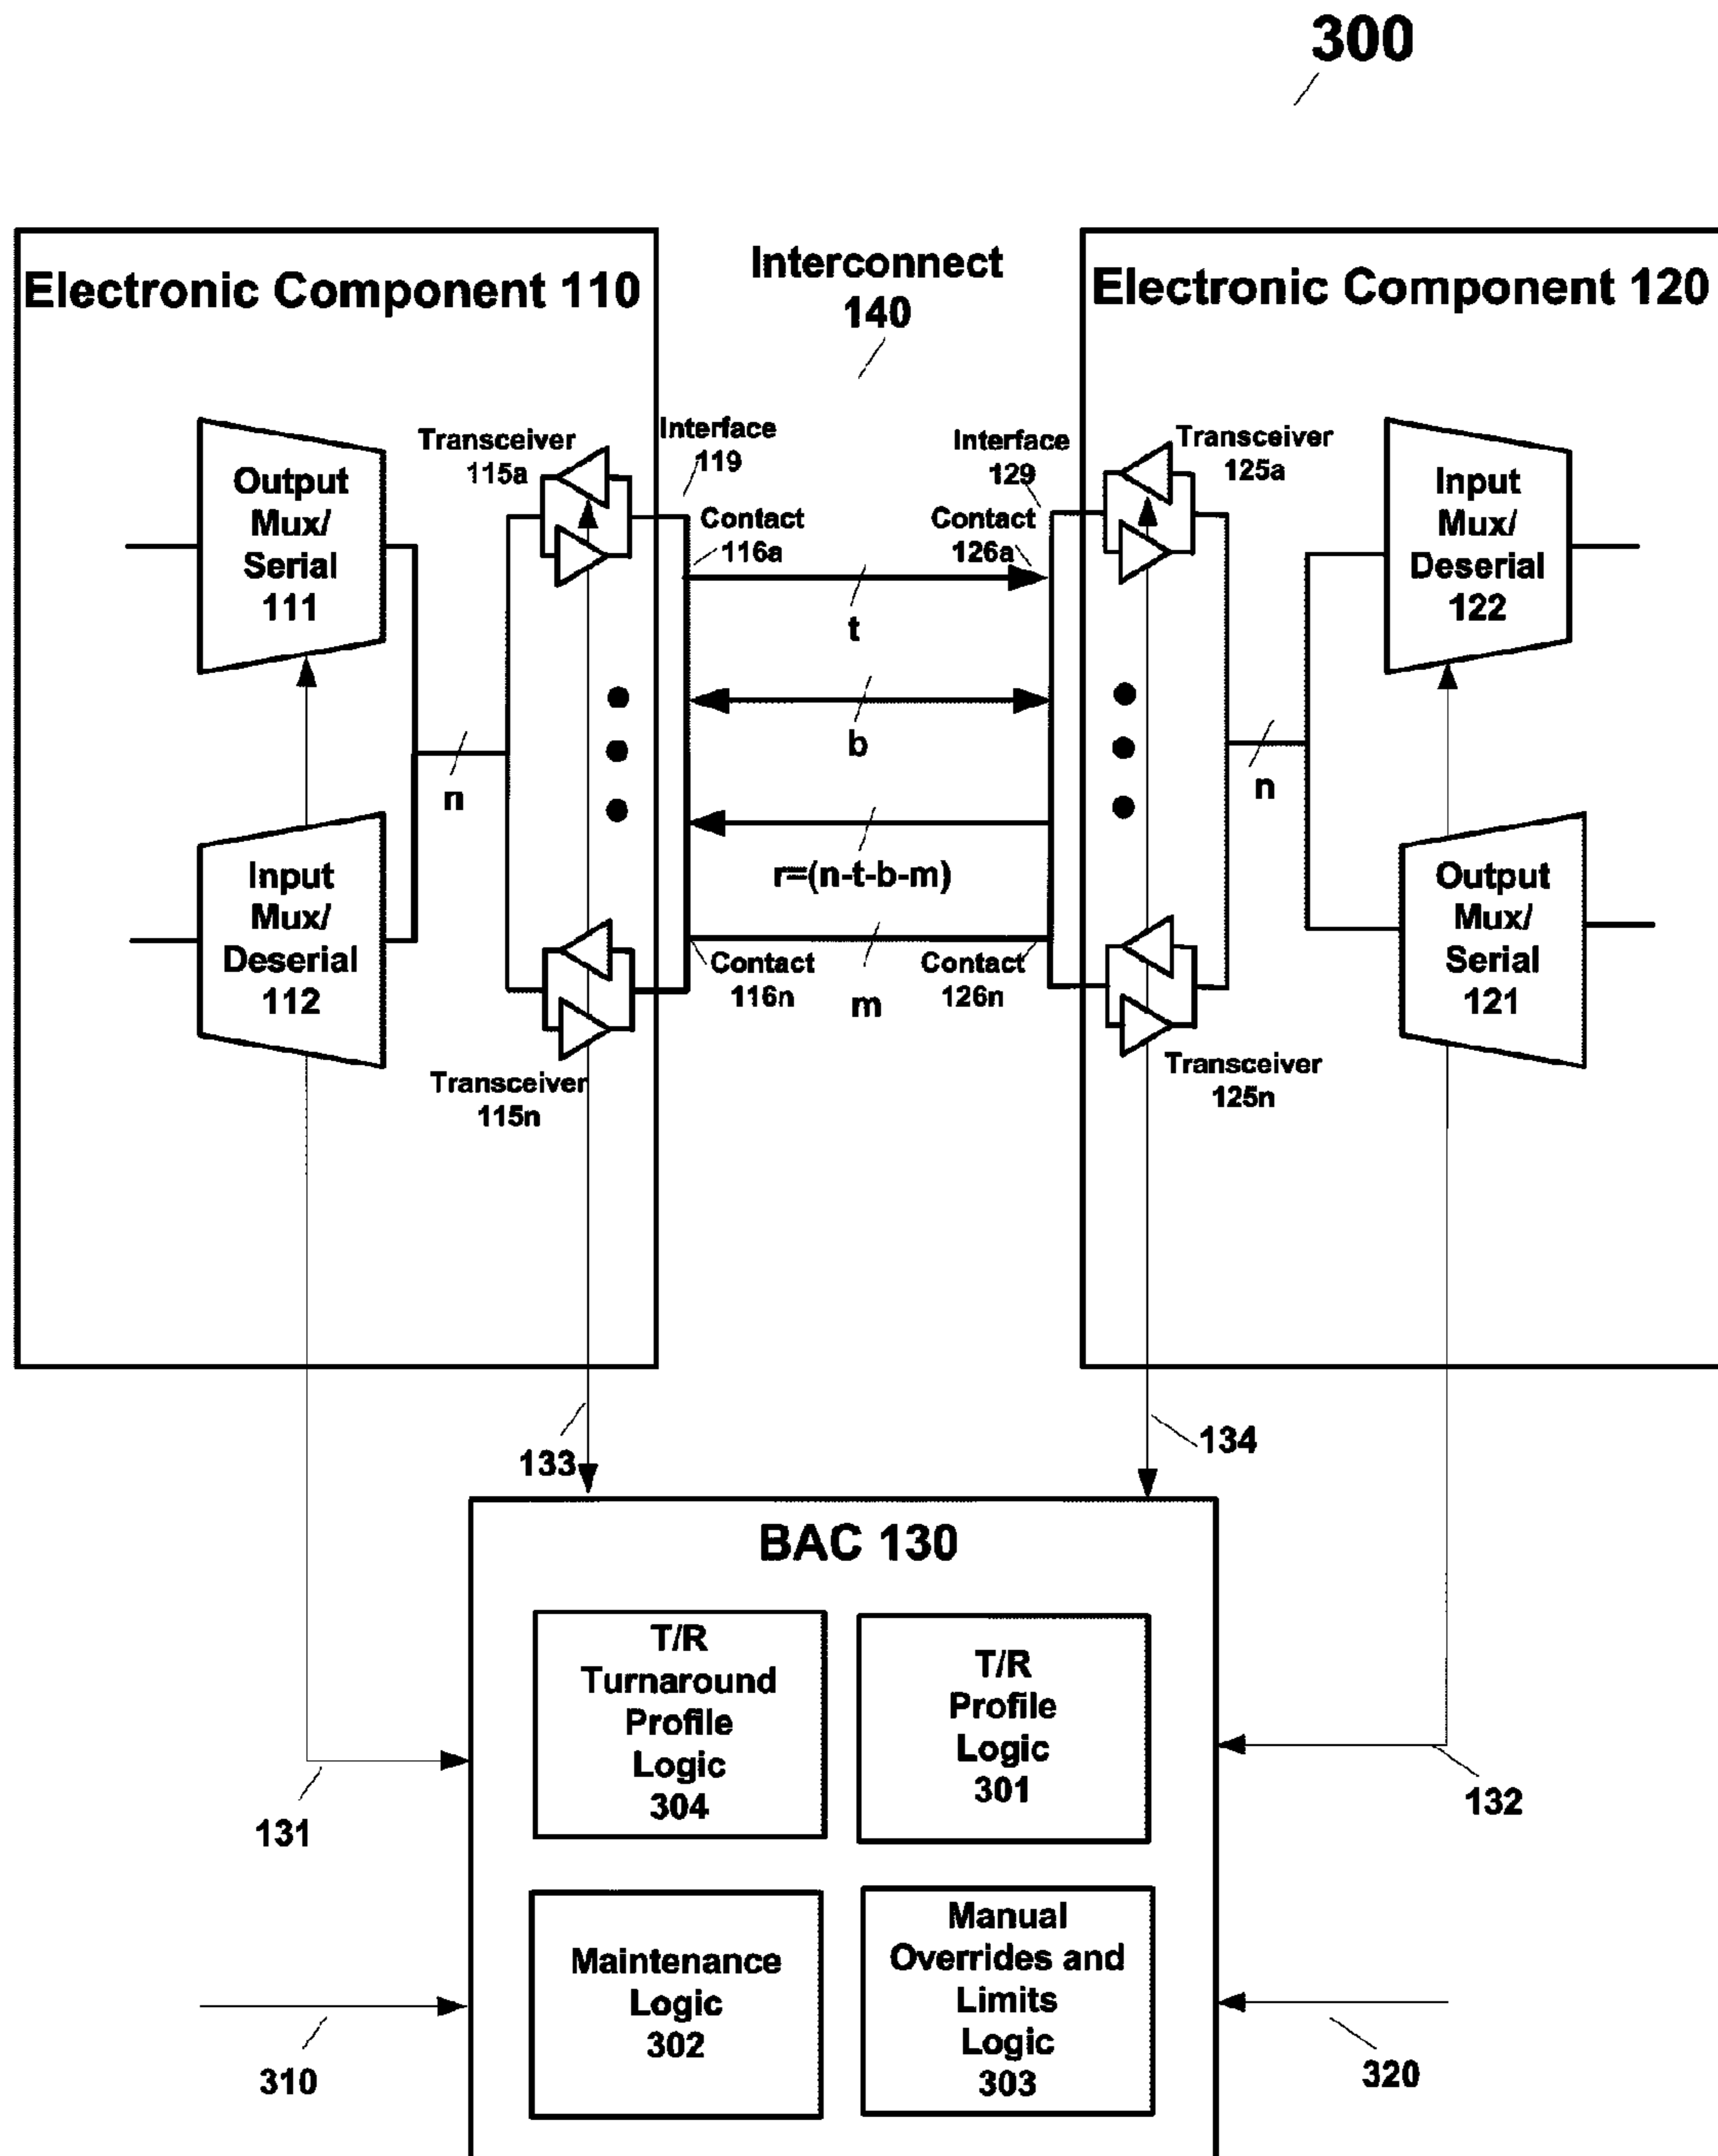 300
Electronic Component 110
Interconnect
140
Electronic Component 120
Output
Mux/
Serial
111
Input
Mux/
Deserial
112
n
Transceiver
115a
Interface
119
Contact
116a
Interface
129
Contact
126a
Transceiver
125a
t
b
r=(n-t-b-m)
m
Contact
116n
Contact
126n
Transceiver
115n
Transceiver
125n
n
Input
Mux/
Deserial
122
Output
Mux/
Serial
121
133
134
BAC 130
T/R
Turnaround
Profile
Logic
304
T/R
Profile
Logic
301
131
132
Maintenance
Logic
302
Manual
Overrides and
Limits
Logic
303
310
320